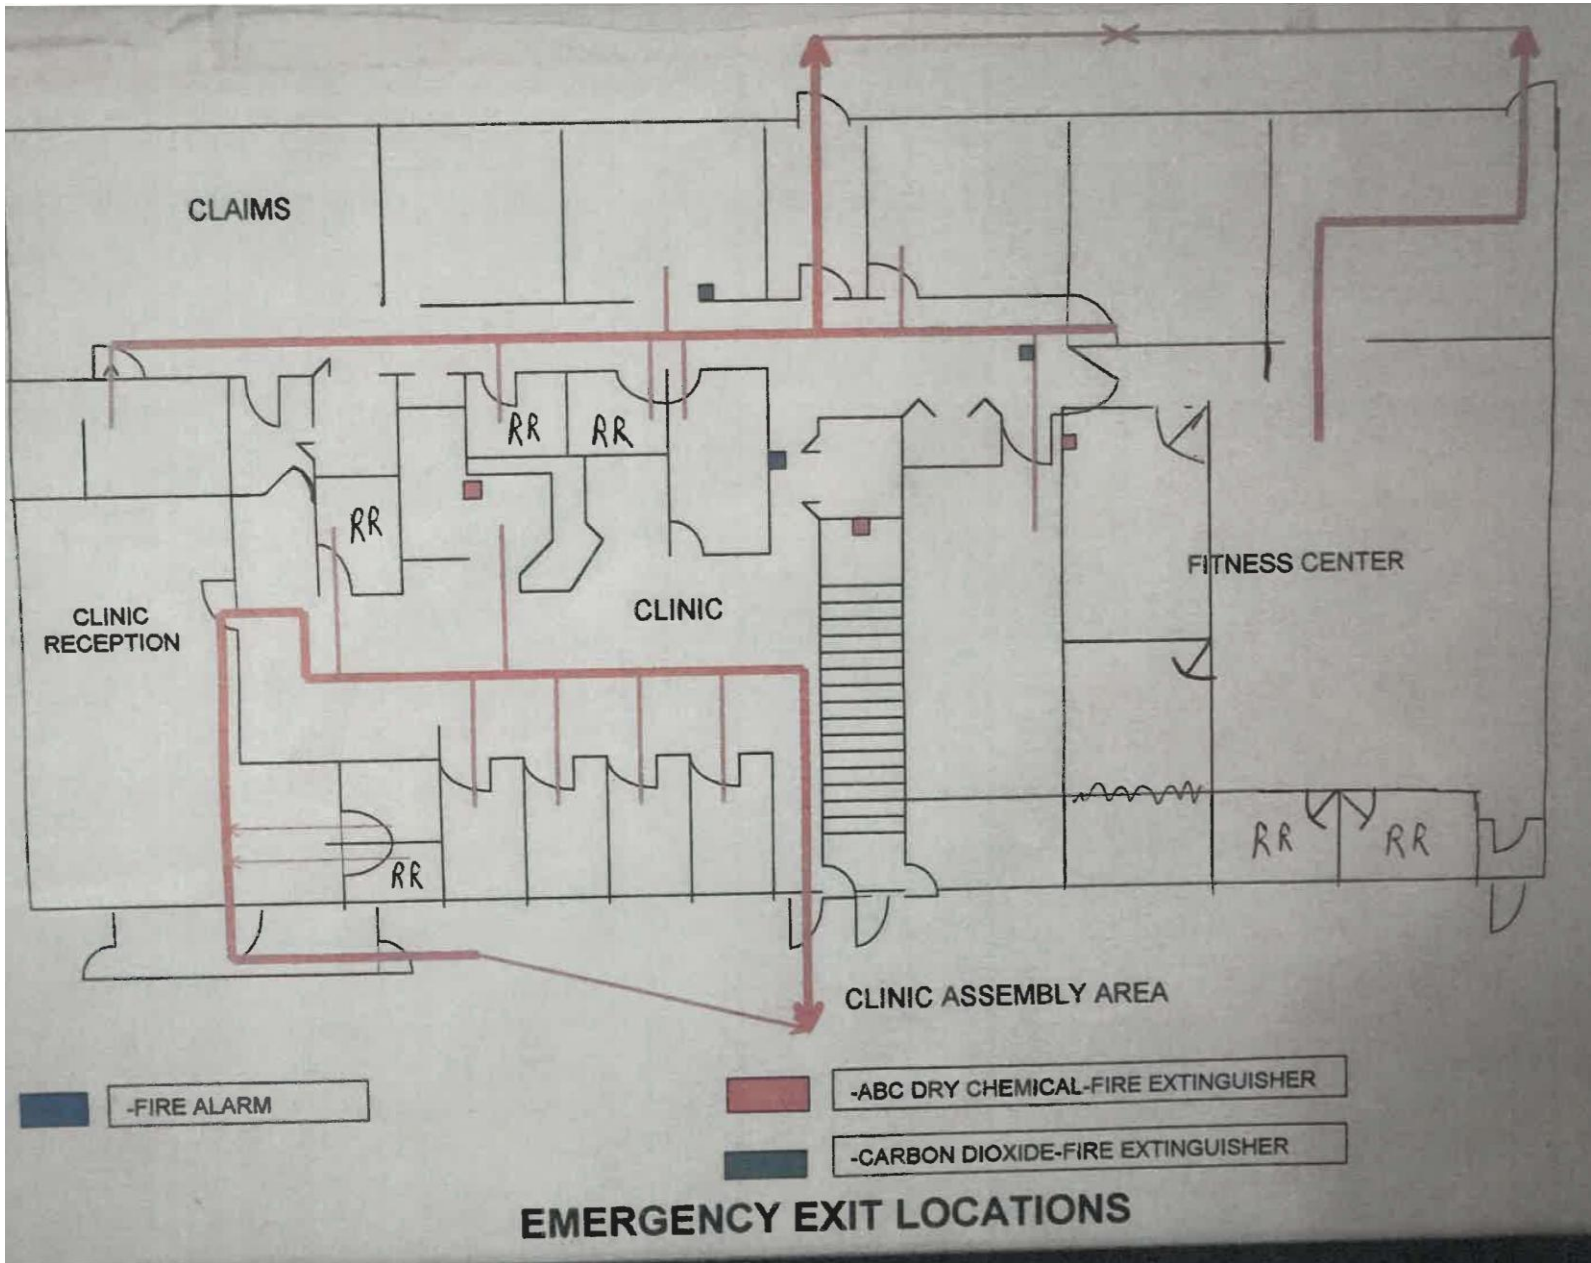 CLAIMS
RR
RR
RR
FITNESS CENTER
CLINIC
RECEPTION
CLINIC
RR
RR
RR
CLINIC ASSEMBLY AREA
-FIRE ALARM
-ABC DRY CHEMICAL-FIRE EXTINGUISHER
-CARBON DIOXIDE-FIRE EXTINGUISHER
EMERGENCY EXIT LOCATIONS